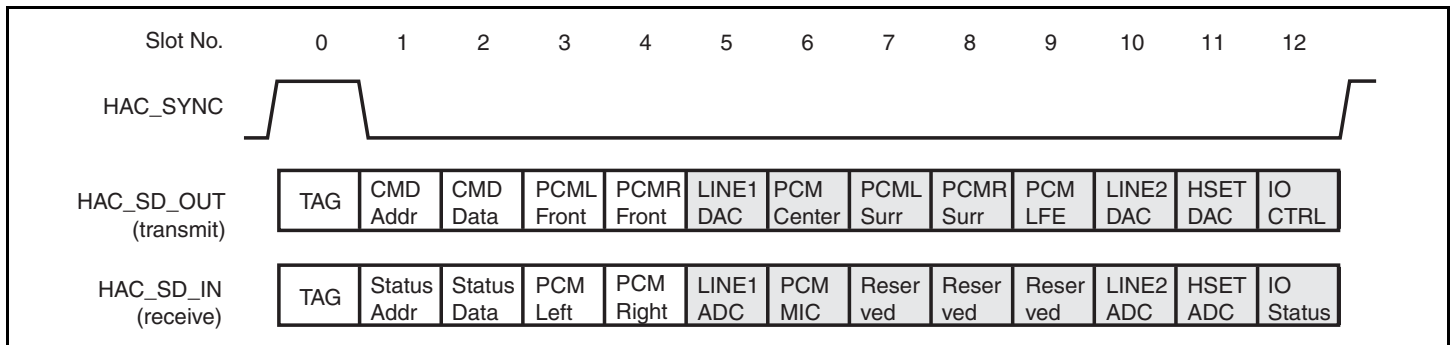 Slot No. 0 1 2 3 4 5 6 7 8 9 10 11 12
HAC_SYNC
HAC_SD_OUT
(transmit)
TAG
CMD
Addr
CMD
Data
PCML
Front
PCMR
Front
LINE1
DAC
PCM
Center
PCML
Surr
PCMR
Surr
PCM
LFE
LINE2
DAC
HSET
DAC
IO
CTRL
HAC_SD_IN
(receive)
TAG
Status
Addr
Status
Data
PCM
Left
PCM
Right
LINE1
ADC
PCM
MIC
Reser
ved
Reser
ved
Reser
ved
LINE2
ADC
HSET
ADC
IO
Status